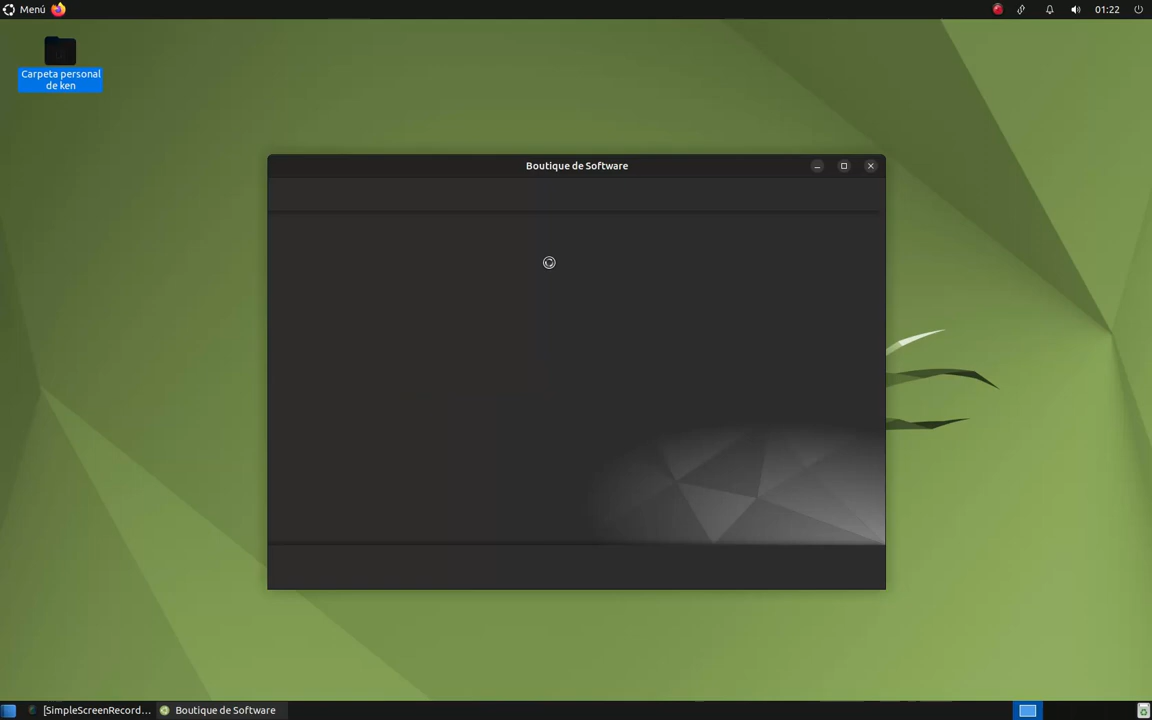 Menú
01:22
Carpeta personal
de ken
Boutique de Software
[SimpleScreenRecord...
Boutique de Software